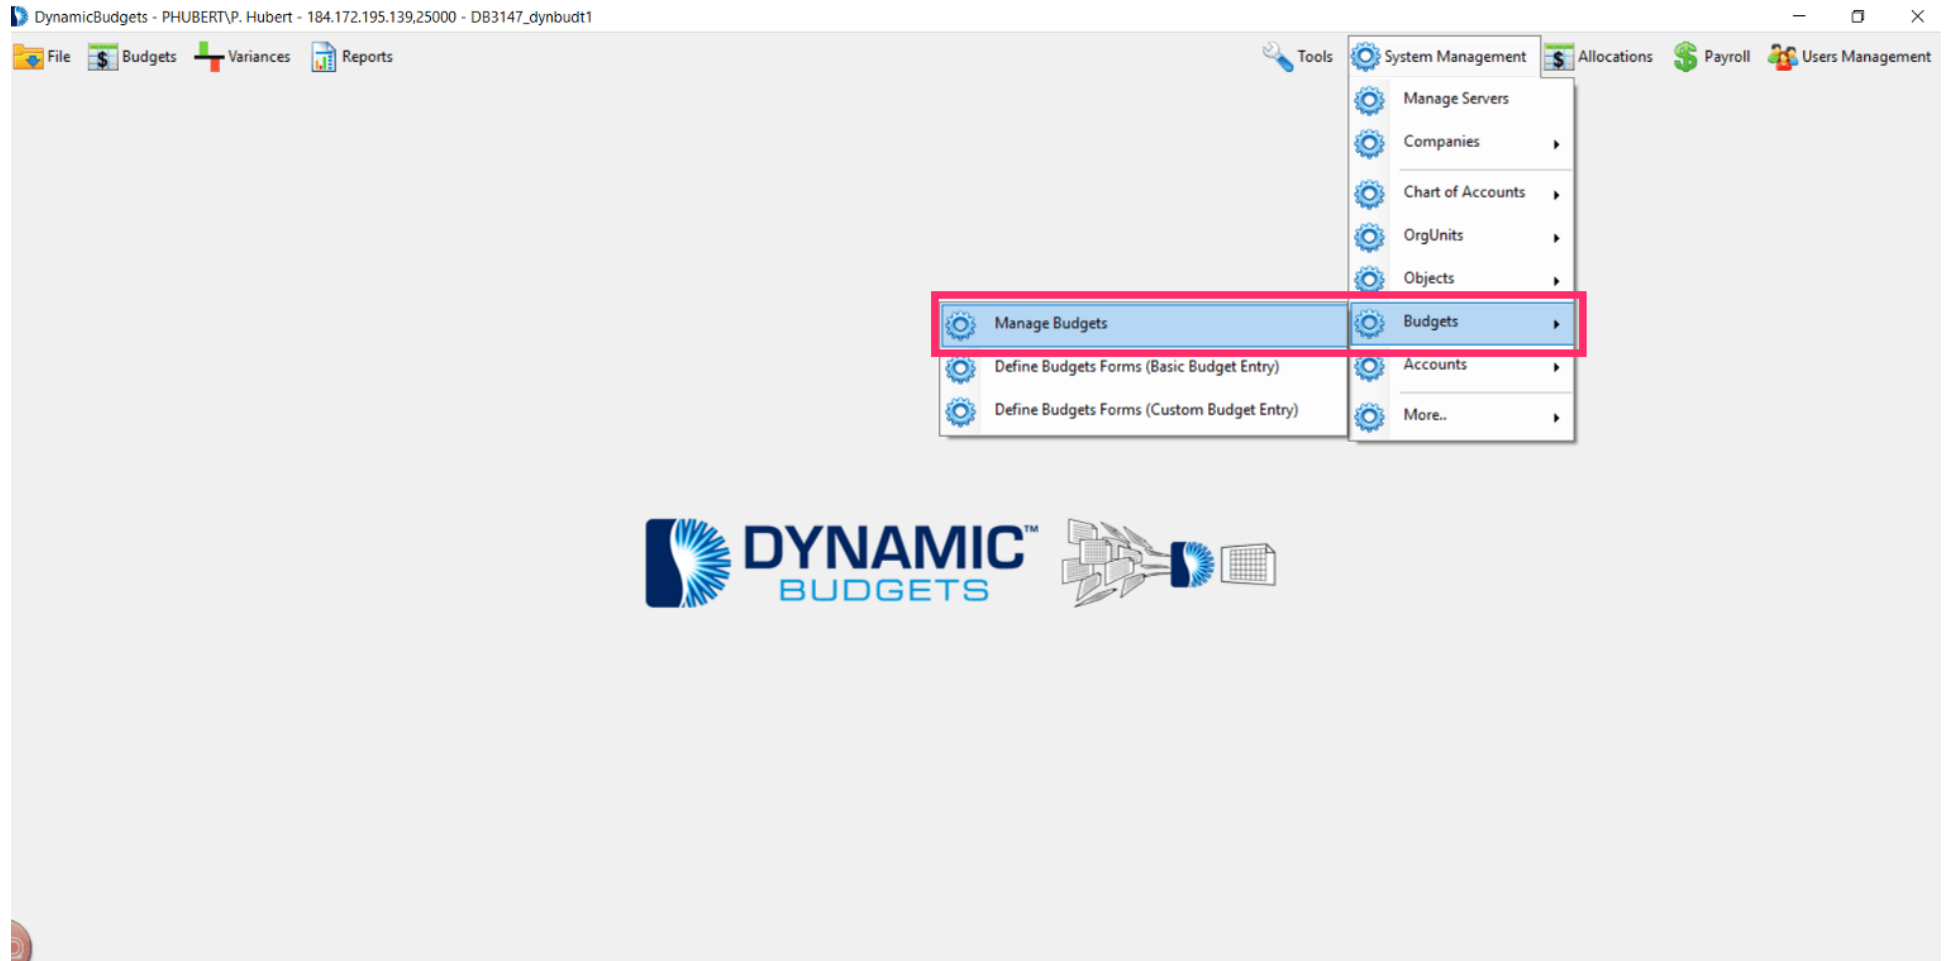 DynamicBudgets - PHUBERT\P. Hubert - 184.172.195.139,25000 - DB3147_dynbudt1
File Budgets Variances Reports Tools System Management Allocations Payroll Users Management
Manage Servers
Companies
Chart of Accounts
OrgUnits
Objects
Budgets
Accounts
More..
Manage Budgets
Define Budgets Forms (Basic Budget Entry)
Define Budgets Forms (Custom Budget Entry)
DYNAMIC™
BUDGETS